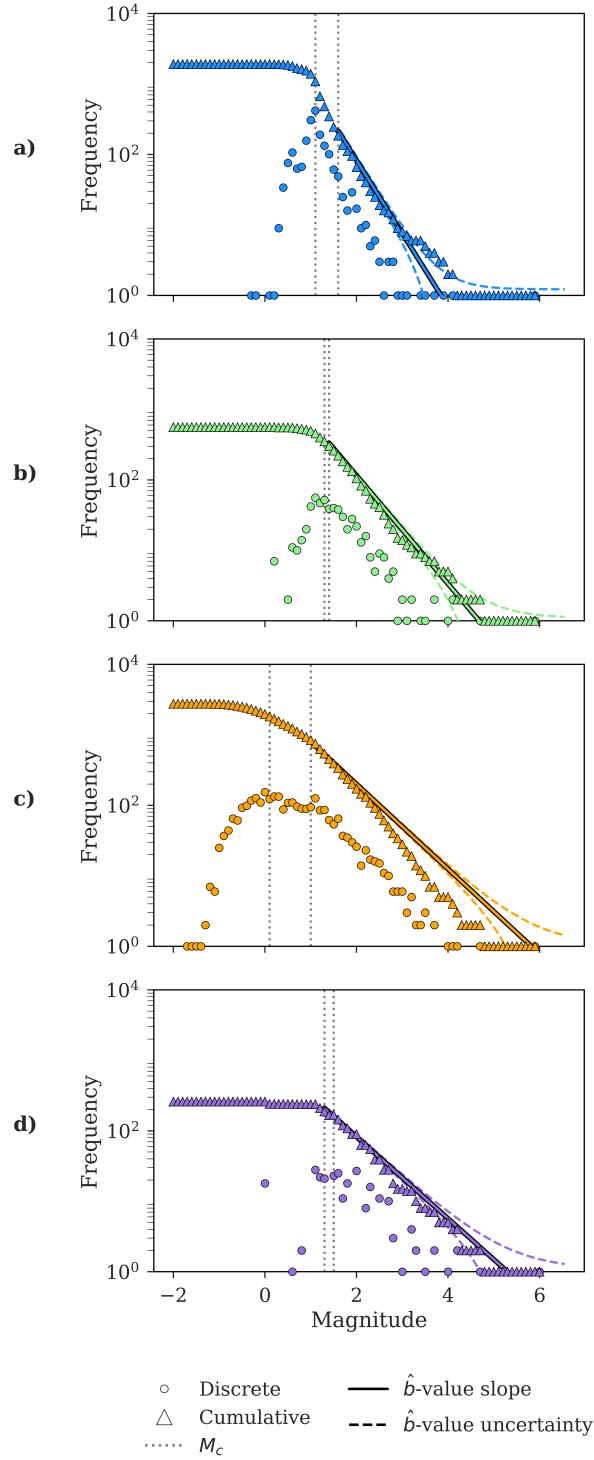 a)
Frequency
10⁴
10²
10⁰
b)
Frequency
10⁴
10²
10⁰
c)
Frequency
10⁴
10²
10⁰
d)
Frequency
10⁴
10²
10⁰
−2 0 2 4 6
Magnitude
Discrete
Cumulative
M_c
b̂-value slope
b̂-value uncertainty